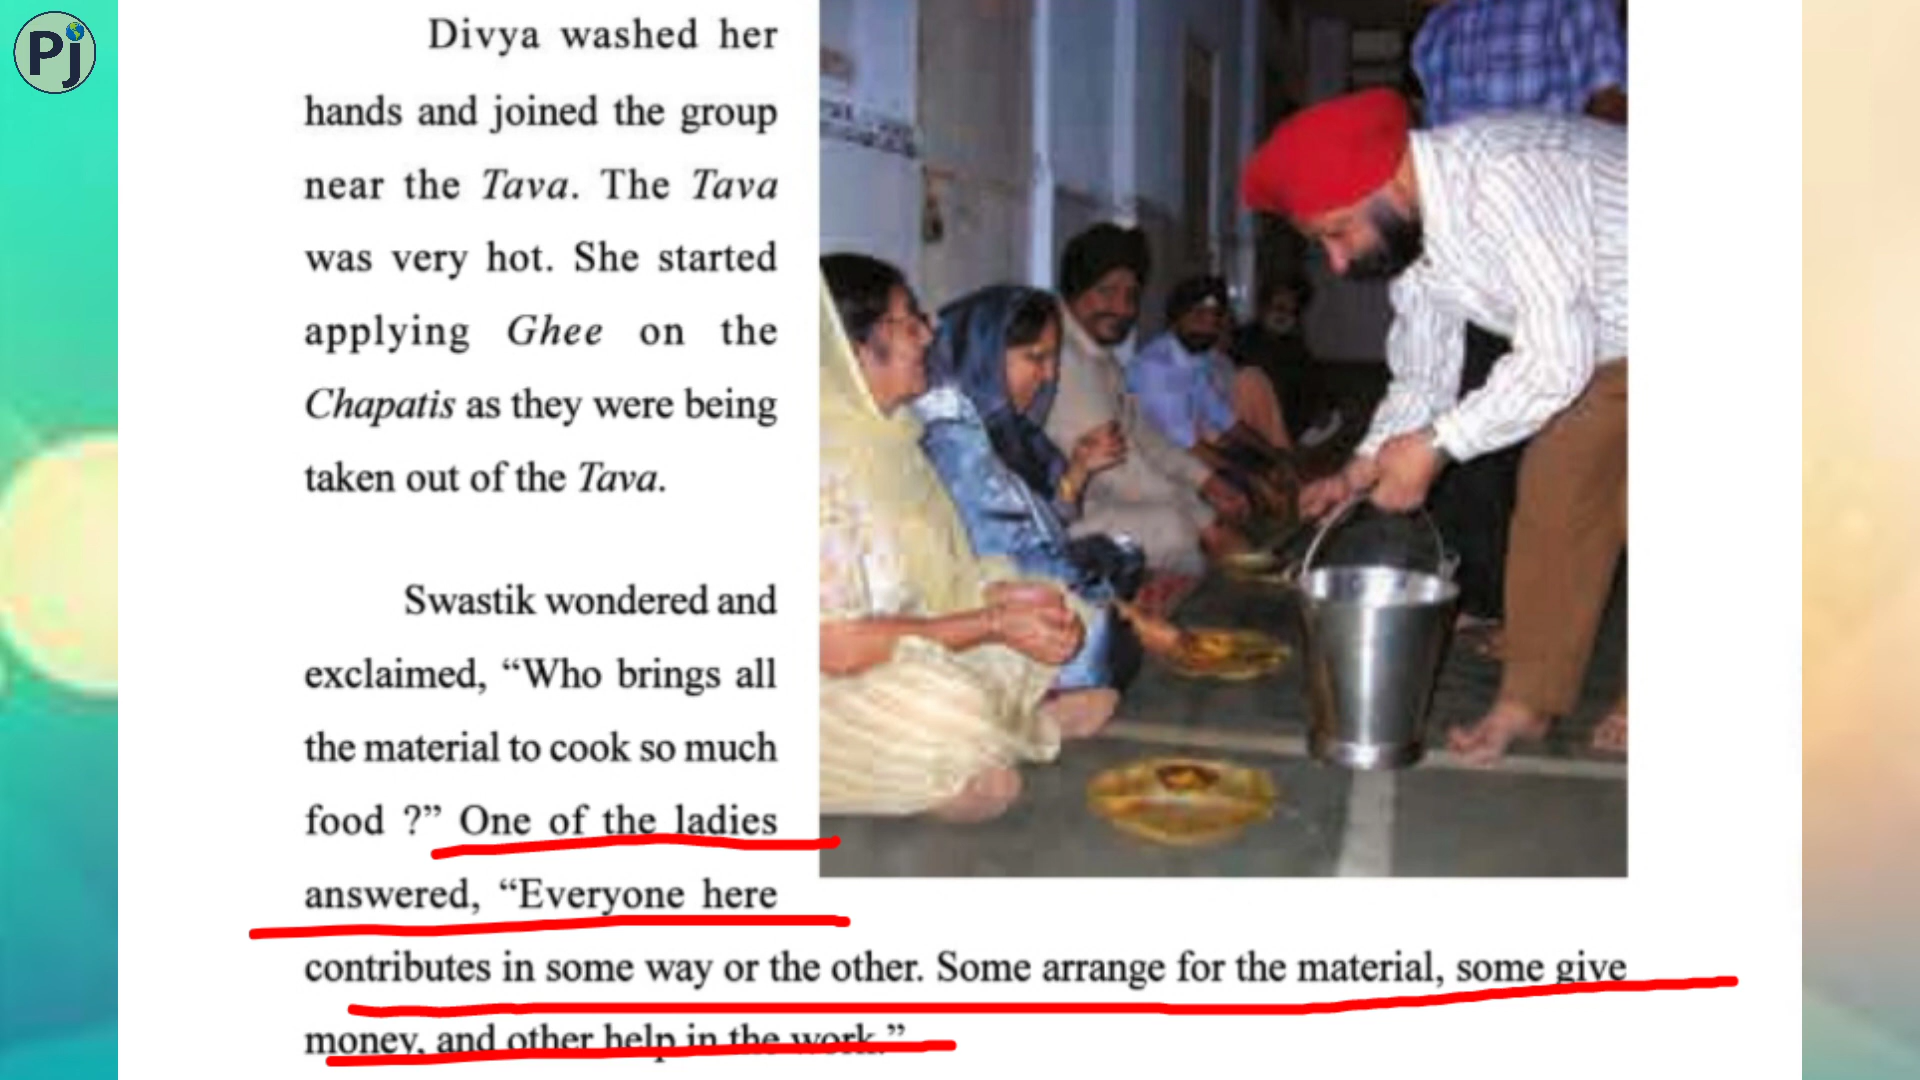 Pj
Divya washed her
hands and joined the group
near the Tava. The Tava
was very hot. She started
applying Ghee on the
Chapatis as they were being
taken out of the Tava.
Swastik wondered and
exclaimed, “Who brings all
the material to cook so much
food ?” One of the ladies
answered, “Everyone here
contributes in some way or the other. Some arrange for the material, some give
money, and other help in the work.”